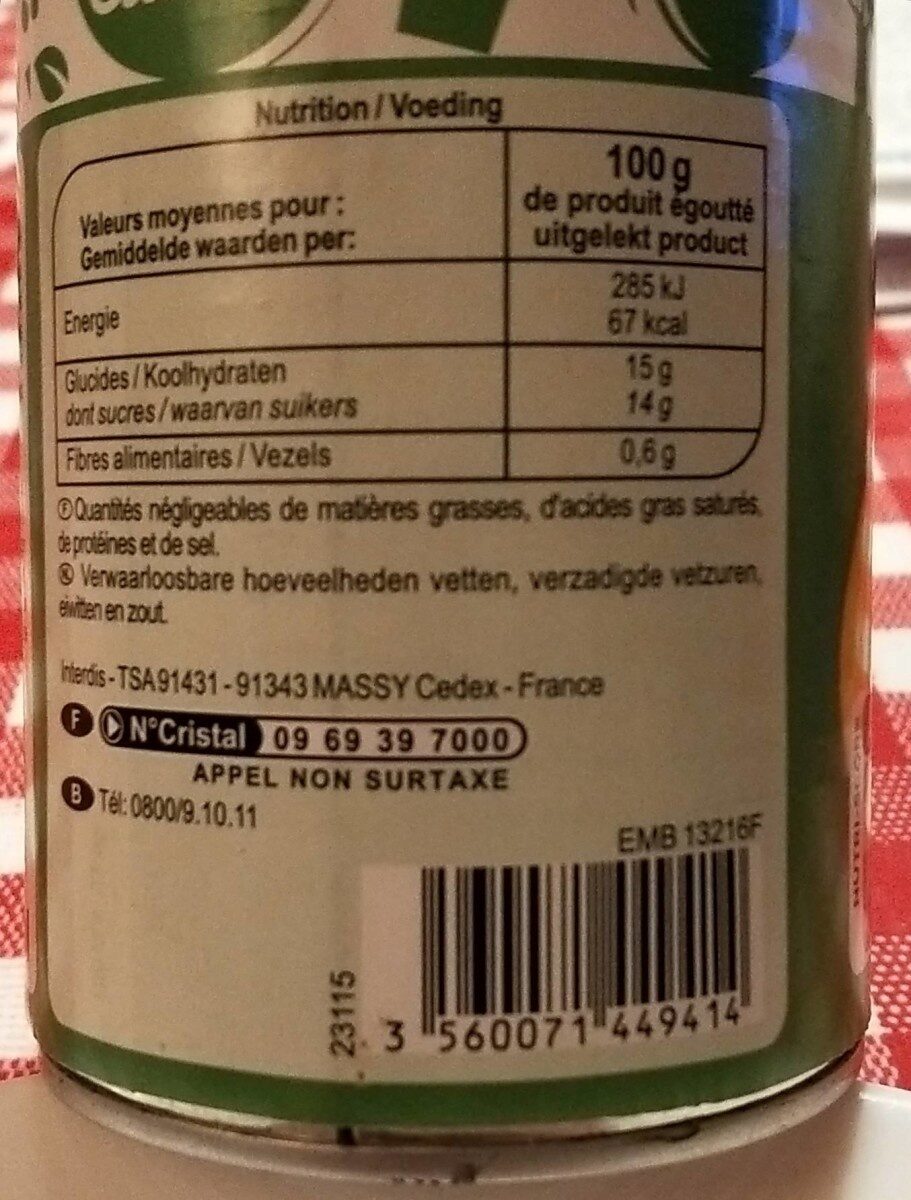 Nutrition / Voeding
Valeurs moyennes pour :
Gemiddelde waarden per:
100 g
de produit égoutté
uitgelekt product
Energie
285 kJ
67 kcal
Glucides / Koolhydraten
15 g
dont sucres / waarvan suikers
14 g
Fibres alimentaires / Vezels
0,6 g
F Quantités négligeables de matières grasses, d'acides gras saturés,
de protéines et de sel.
Verwaarloosbare hoeveelheden vetten, verzadigde vetzuren,
eiwitten en zout.
Interdis - TSA 91431 - 91343 MASSY Cedex - France
F N°Cristal 09 69 39 7000
APPEL NON SURTAXE
B Tél: 0800/9.10.11
EMB 13216F
23115
3 560071 449414